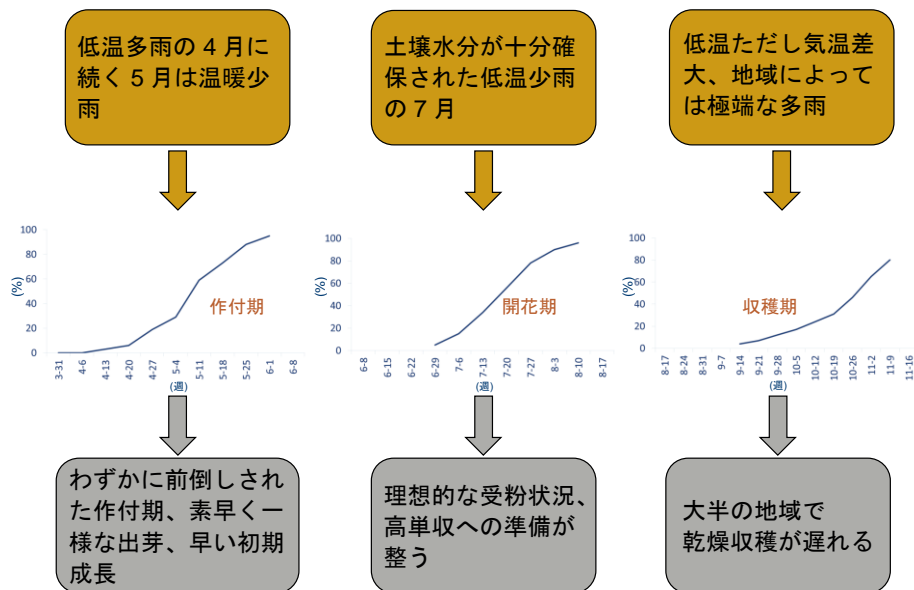 低温多雨の４月に
続く５月は温暖少
雨
土壌水分が十分確
保された低温少雨
の７月
低温ただし気温差
大、地域によって
は極端な多雨
100
80
60
40
20
0
(%)
作付期
3-31
4-6
4-13
4-20
4-27
5-4
5-11
5-18
5-25
6-1
6-8
(週)
100
80
60
40
20
0
(%)
開花期
6-8
6-15
6-22
6-29
7-6
7-13
7-20
7-27
8-3
8-10
8-17
(週)
100
80
60
40
20
0
(%)
収穫期
8-17
8-24
8-31
9-7
9-14
9-21
9-28
10-5
10-12
10-19
10-26
11-2
11-9
11-16
(週)
わずかに前倒しされ
た作付期、素早く一
様な出芽、早い初期
成長
理想的な受粉状況、
高単収への準備が
整う
大半の地域で
乾燥収穫が遅れる